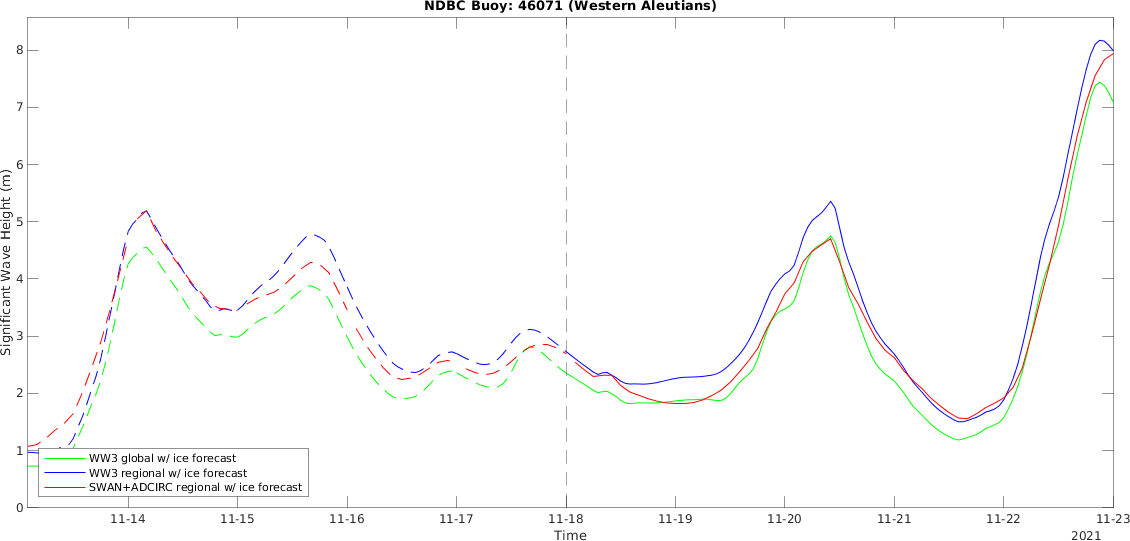 NDBC Buoy: 46071 (Western Aleutians)
Significant Wave Height (m)
8
7
6
5
4
3
2
1
0
WW3 global w/ ice forecast
WW3 regional w/ ice forecast
SWAN+ADCIRC regional w/ ice forecast
11-14 11-15 11-16 11-17 11-18 11-19 11-20 11-21 11-22 11-23
Time
2021